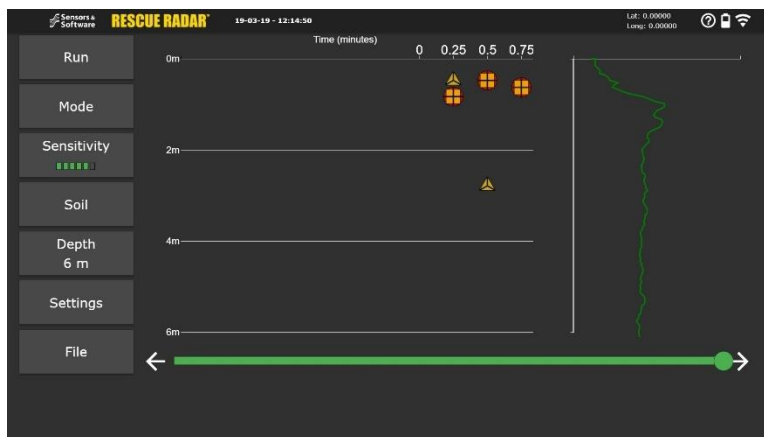 Sensors & Software RESCUE RADAR® 19-03-19 - 12:14:50 Lat: 0.00000 Long: 0.00000
Run
Mode
Sensitivity
Soil
Depth
6 m
Settings
File
Time (minutes)
0 0.25 0.5 0.75
0m
2m
4m
6m